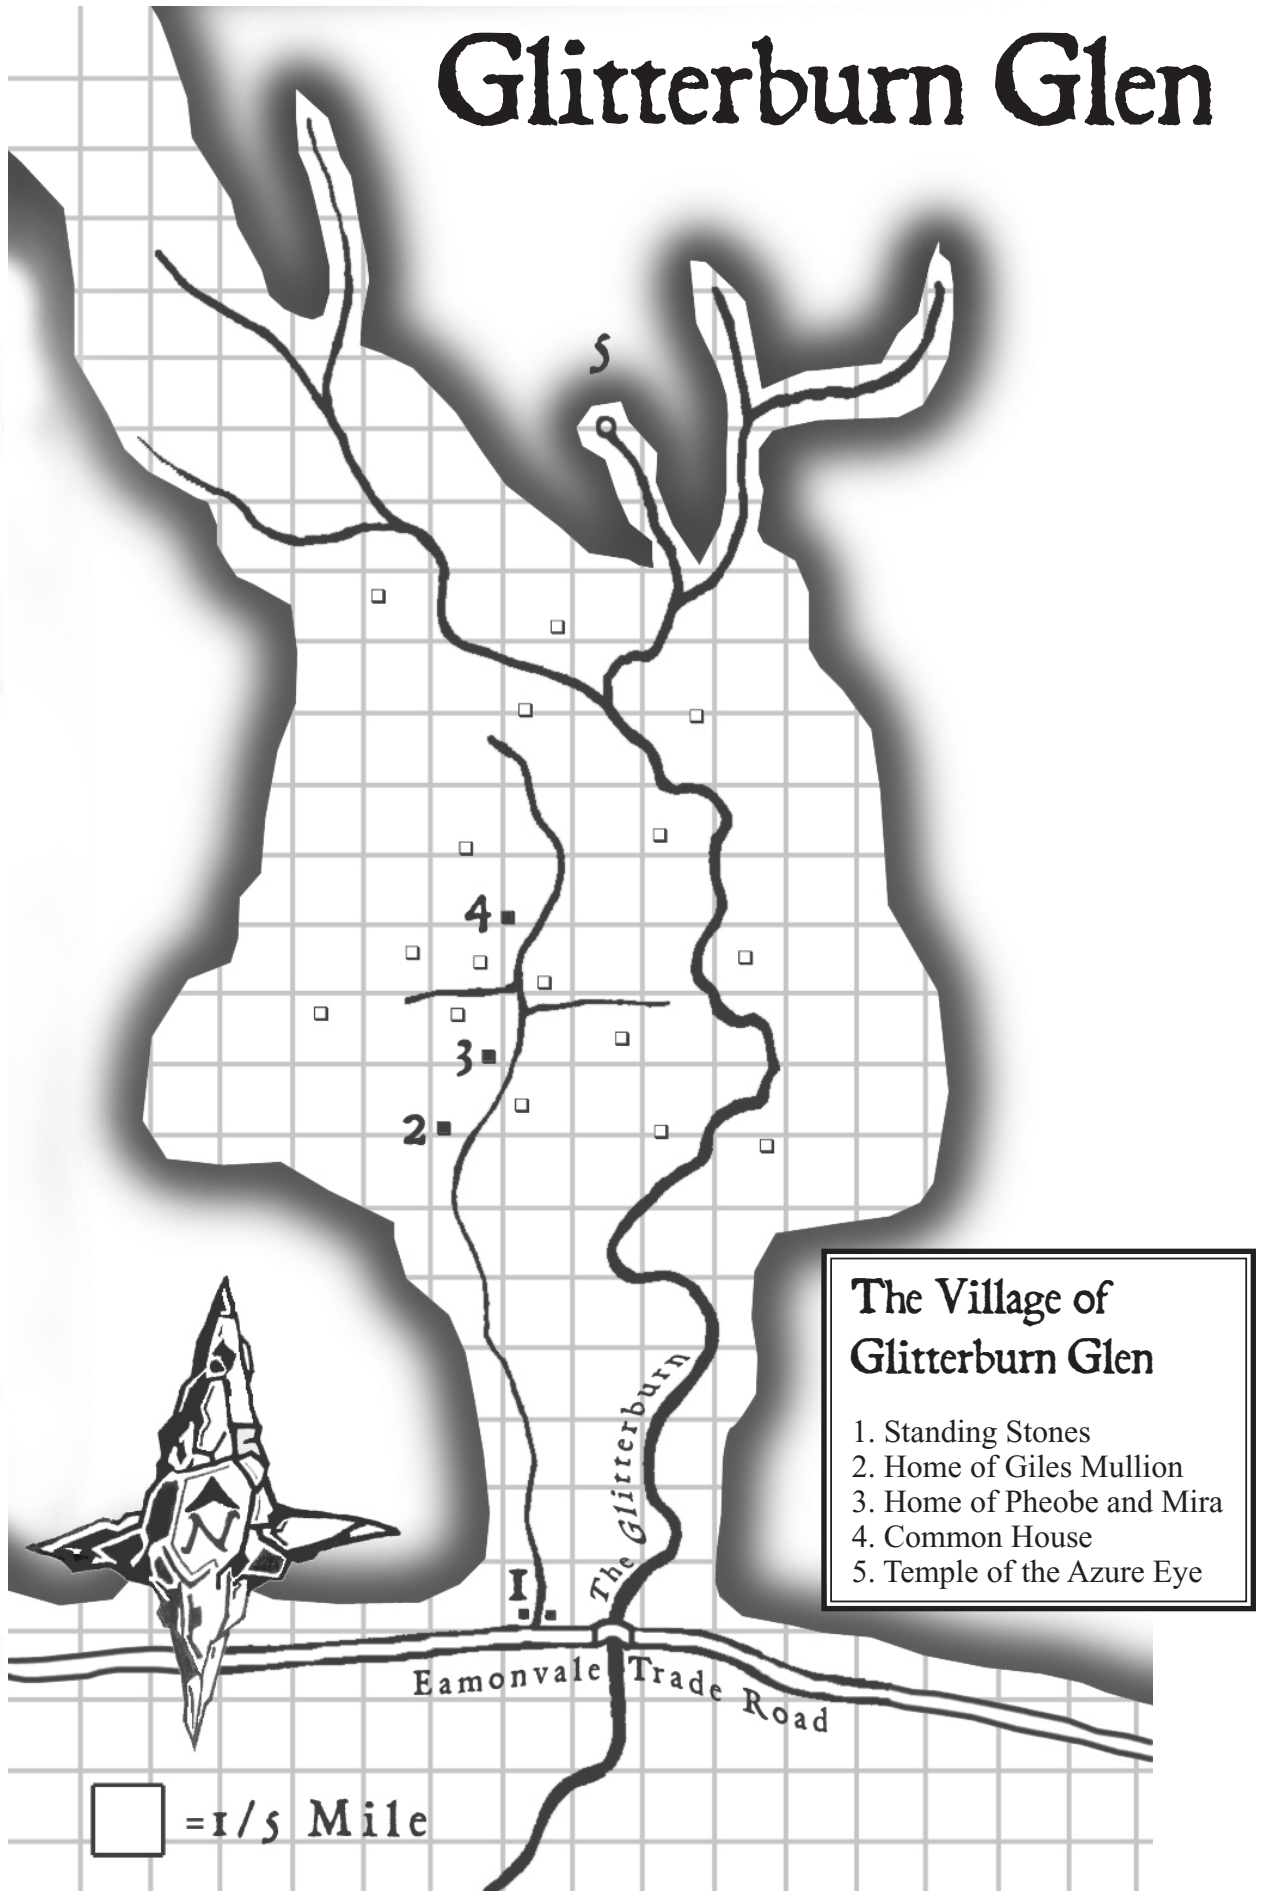 Glitterburn Glen
5
4
3
2
The Glitterburn
1
Eamonvale Trade Road
N
=1/5 Mile
The Village of
Glitterburn Glen
1. Standing Stones
2. Home of Giles Mullion
3. Home of Pheobe and Mira
4. Common House
5. Temple of the Azure Eye